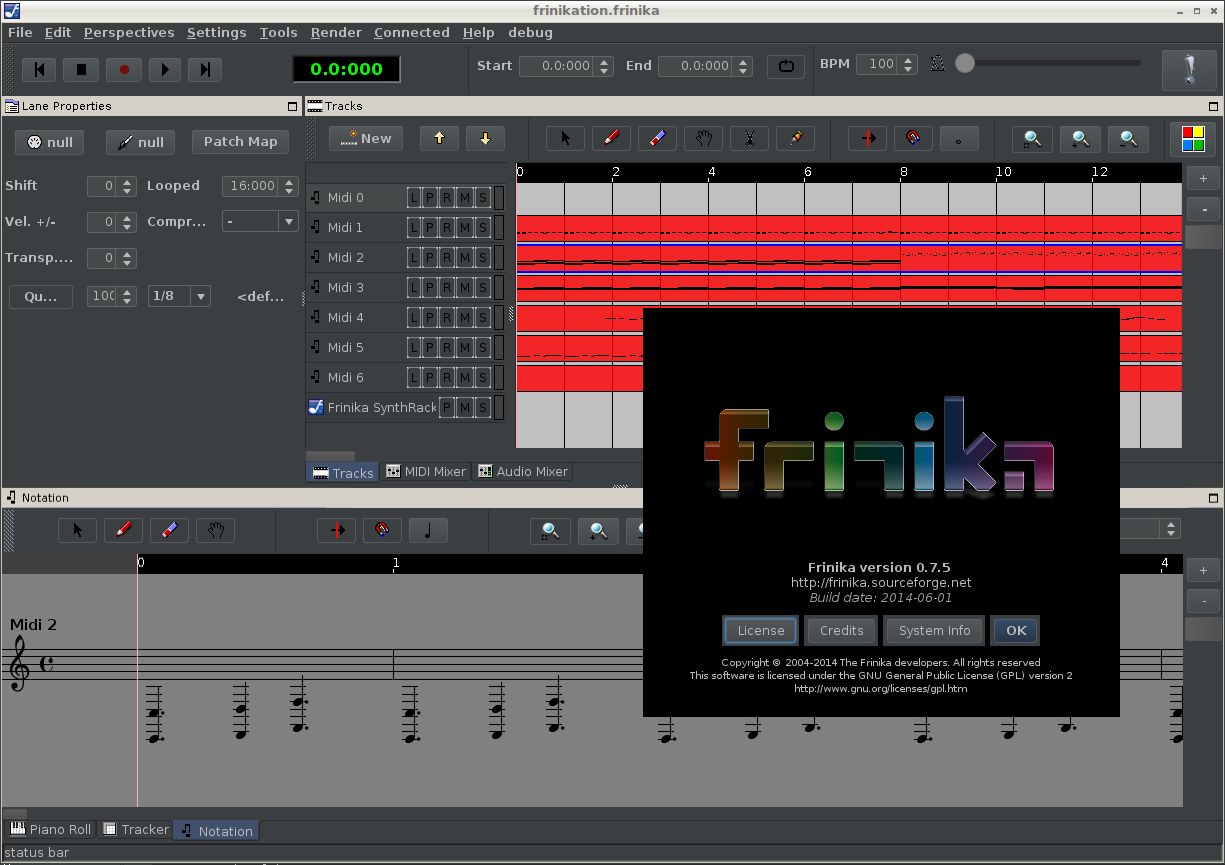 frinikation.frinika
File Edit Perspectives Settings Tools Render Connected Help debug
0.0:000 Start 0.0:000 End 0.0:000 BPM 100
Lane Properties
null null Patch Map
Shift 0 Looped 16:000
Vel. +/- 0 Compr... -
Transp.... 0
Qu... 100 1/8 <def...
Tracks
New
0 2 4 6 8 10 12
Midi 0 L P R M S
Midi 1 L P R M S
Midi 2 L P R M S
Midi 3 L P R M S
Midi 4 L P R M S
Midi 5 L P R M S
Midi 6 L P R M S
Frinika SynthRack P M S
+
-
Tracks MIDI Mixer Audio Mixer
frinika
Frinika version 0.7.5
http://frinika.sourceforge.net
Build date: 2014-06-01
License Credits System Info OK
Copyright © 2004-2014 The Frinika developers. All rights reserved
This software is licensed under the GNU General Public License (GPL) version 2
http://www.gnu.org/licenses/gpl.htm
Notation
0 1 4
+
-
Midi 2
Piano Roll Tracker Notation
status bar